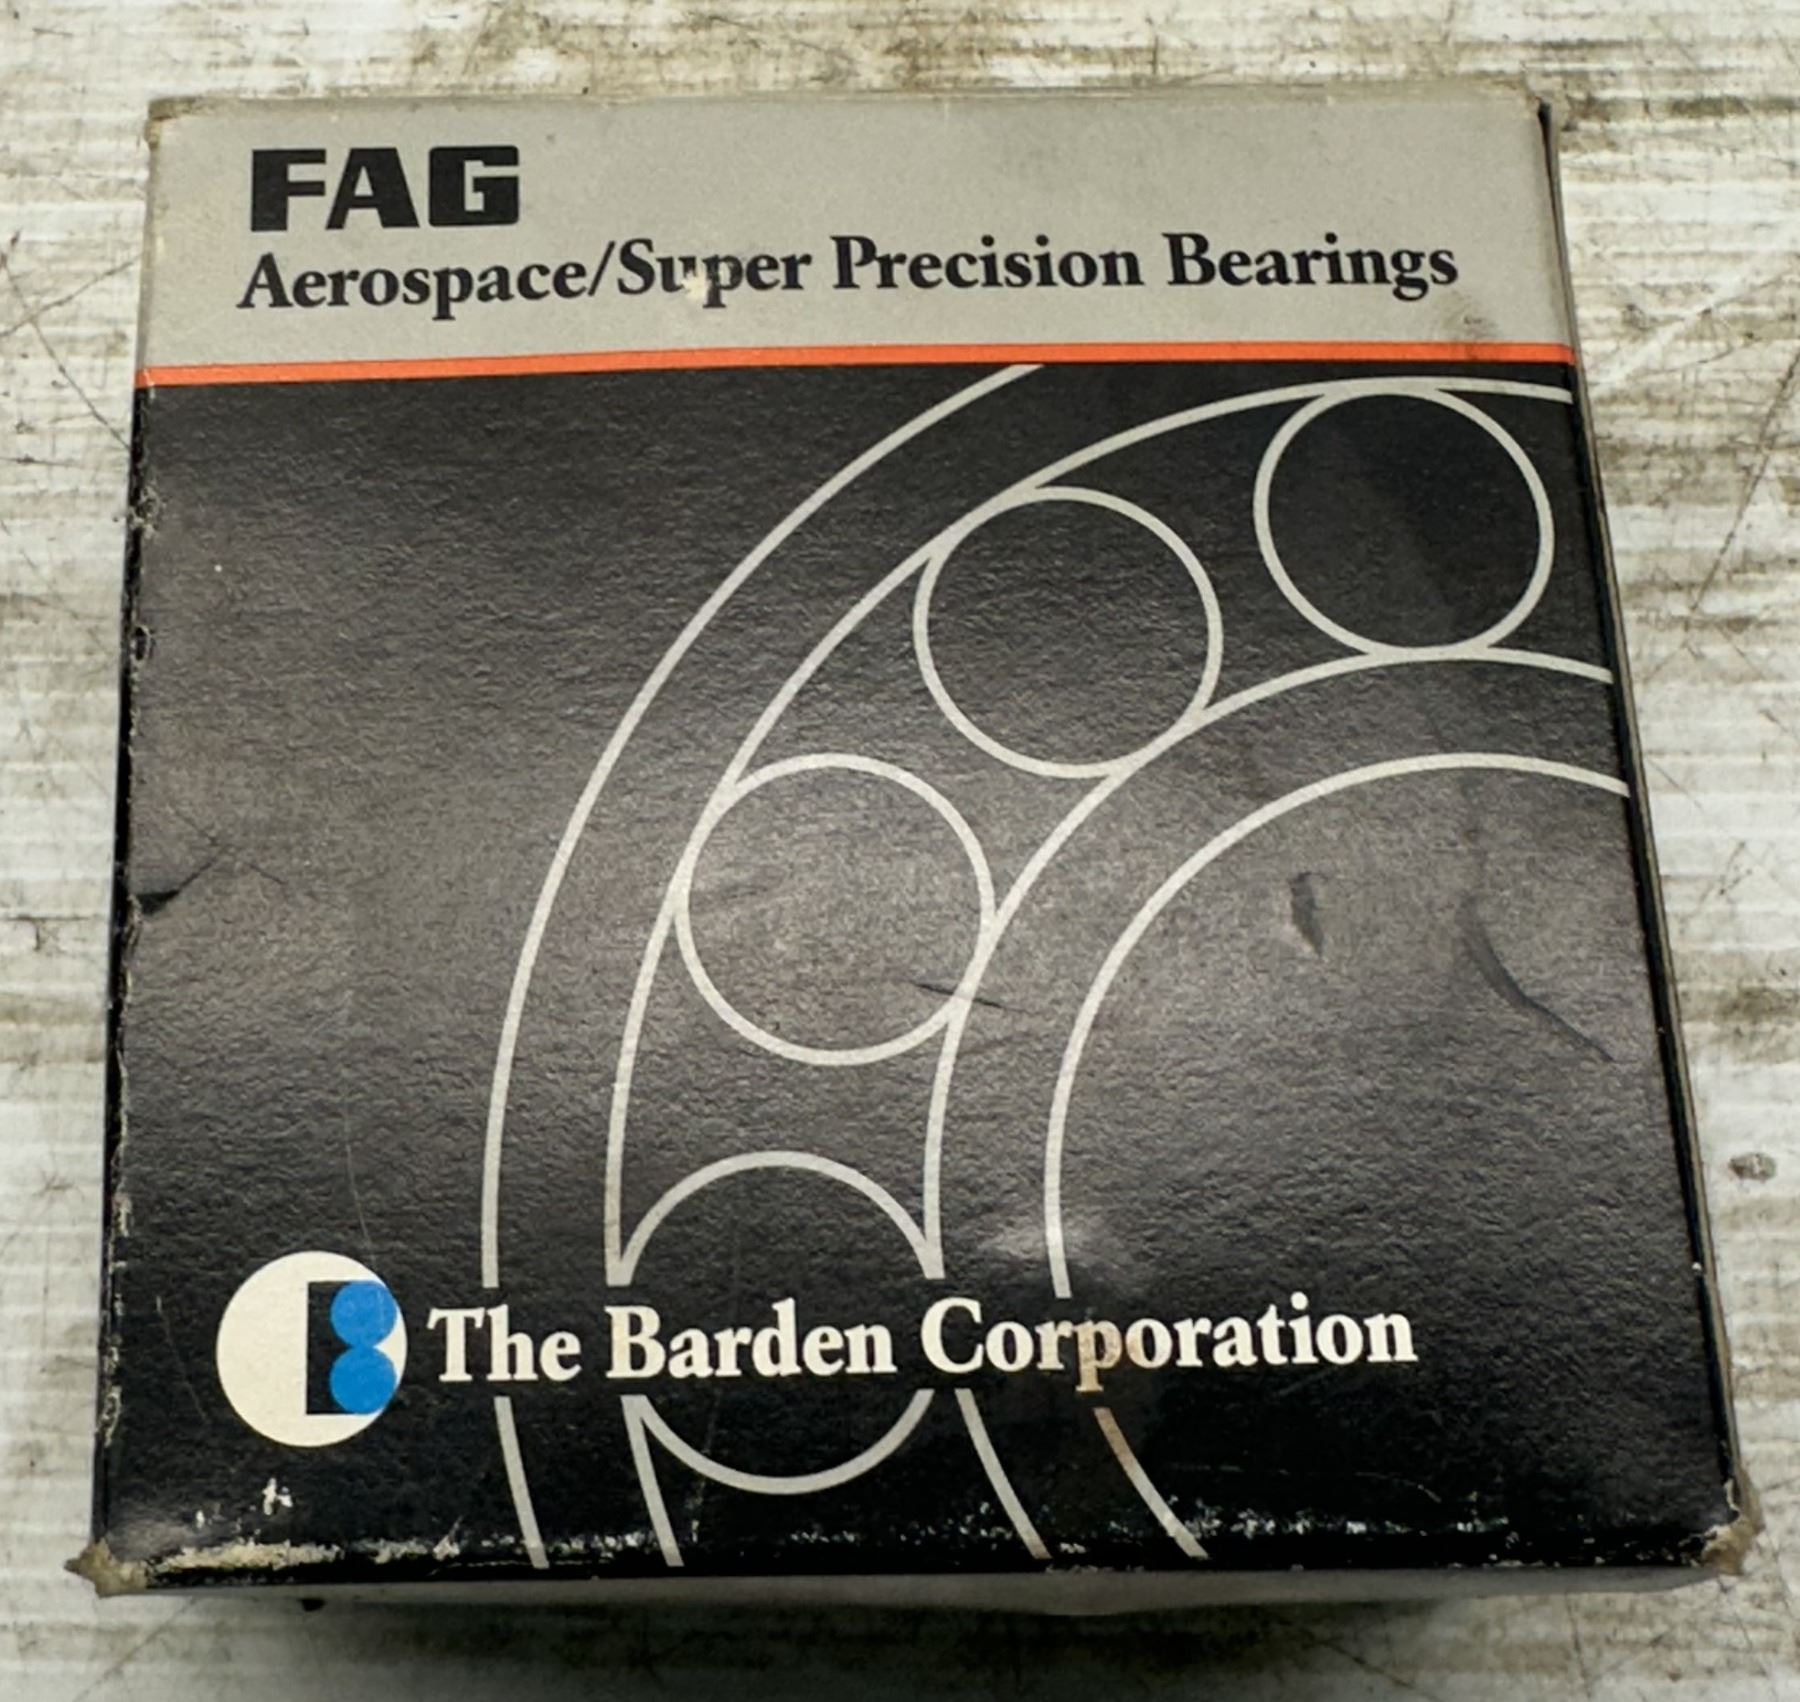 FAG
Aerospace/Super Precision Bearings
B The Barden Corporation